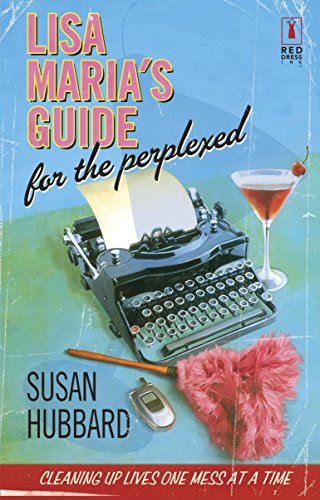 LISA
MARIA'S
GUIDE
for the perplexed
RED
DRESS
INK
SUSAN
HUBBARD
CLEANING UP LIVES ONE MESS AT A TIME